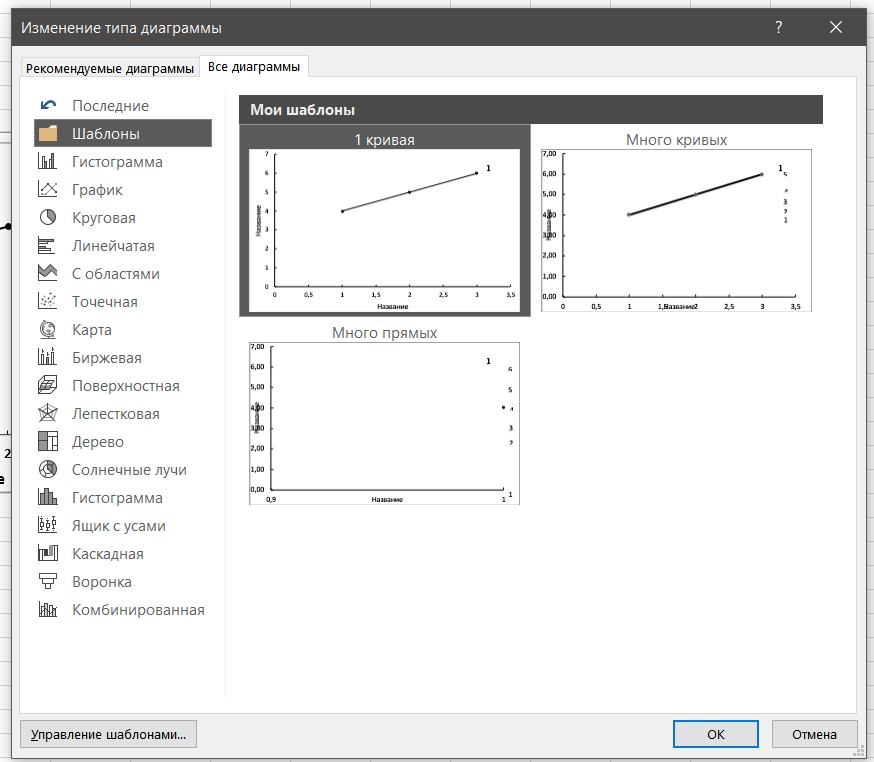 Изменение типа диаграммы
?
Рекомендуемые диаграммы
Все диаграммы
Последние
Шаблоны
Гистограмма
График
Круговая
Линейчатая
С областями
Точечная
Карта
Биржевая
Поверхностная
Лепестковая
Дерево
Солнечные лучи
Гистограмма
Ящик с усами
Каскадная
Воронка
Комбинированная
Мои шаблоны
1 кривая
7
6
5
4
3
2
1
0
Название
1
0 0,5 1 1,5 2 2,5 3 3,5
Название
Много кривых
7,00
6,00
5,00
4,00
3,00
2,00
1,00
0,00
Название
1
5
4
3
2
1
0 0,5 1 1,5 2 2,5 3 3,5
Название
Много прямых
7,00
6,00
5,00
4,00
3,00
2,00
1,00
0,00
Название
1
6
5
4
3
2
1
0,9 1
Название
2
е
Управление шаблонами...
ОК
Отмена